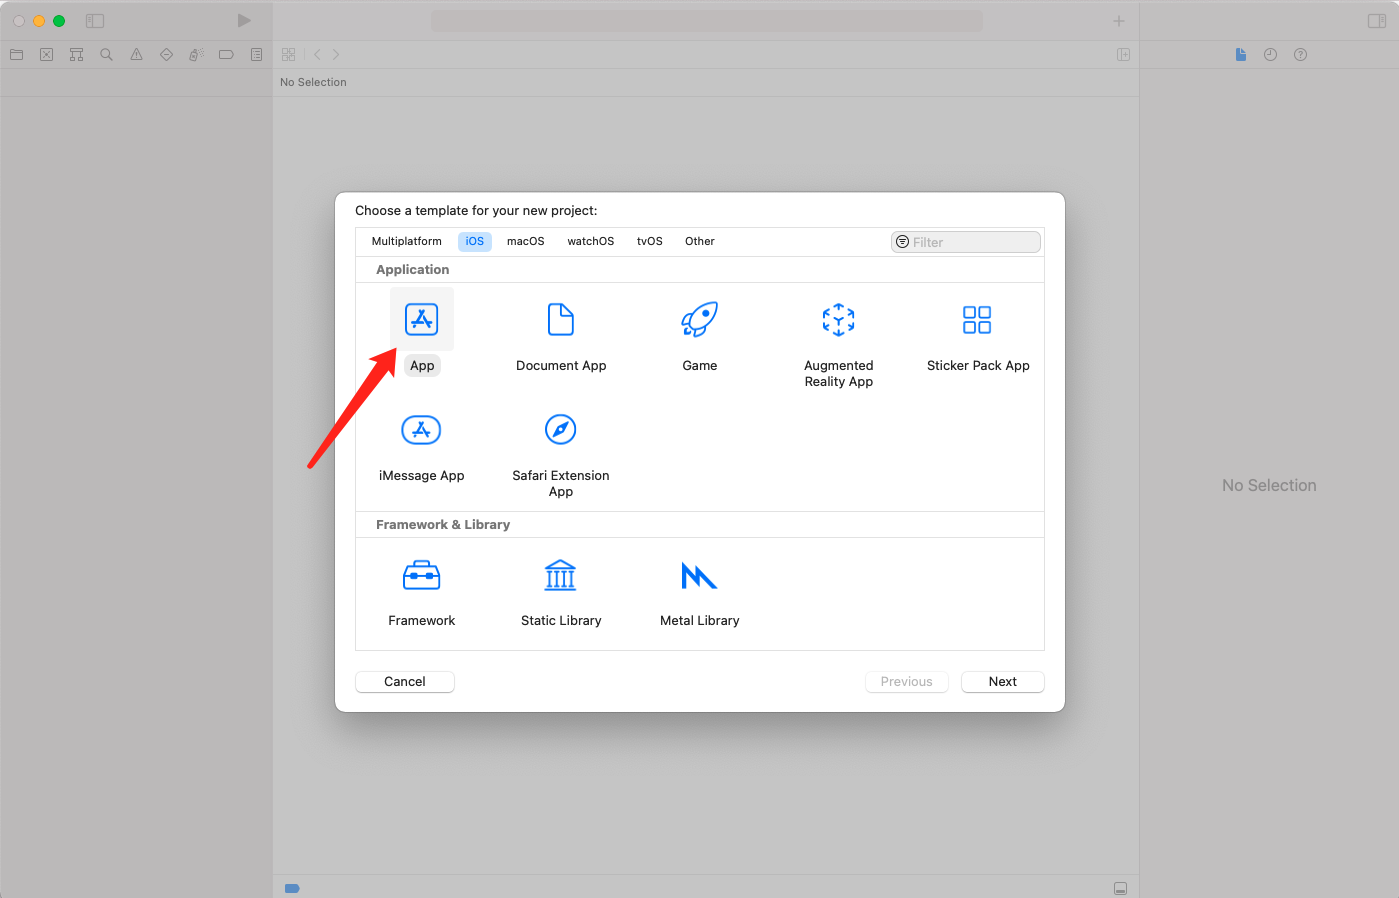 No Selection
Choose a template for your new project:
Multiplatform iOS macOS watchOS tvOS Other Filter
Application
App Document App Game Augmented Reality App Sticker Pack App
iMessage App Safari Extension App
Framework & Library
Framework Static Library Metal Library
Cancel Previous Next
No Selection